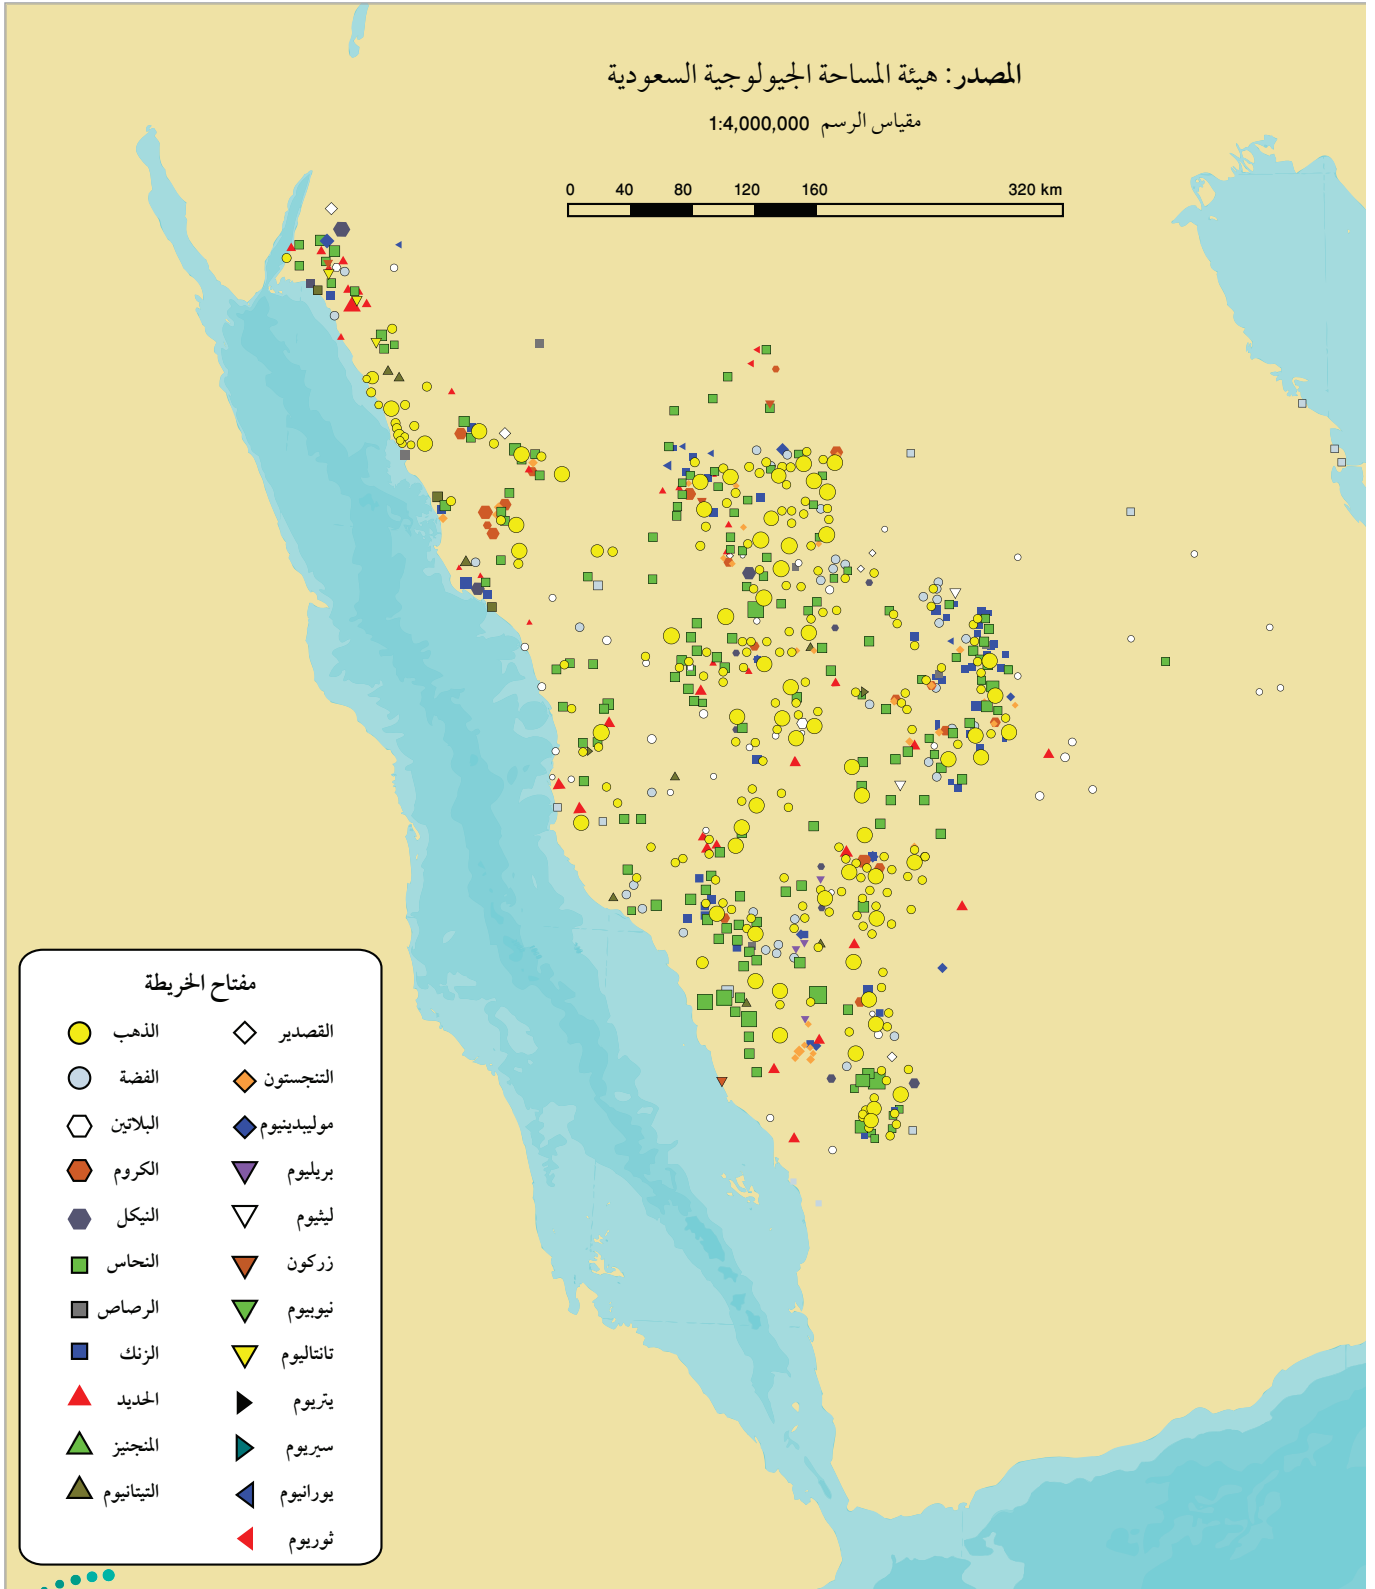 المصدر: هيئة المساحة الجيولوجية السعودية
مقياس الرسم 1:4,000,000
0 40 80 120 160 320 km
مفتاح الخريطة
القصدير
التنجستون
موليبدينيوم
بريليوم
ليثيوم
زركون
نيوبيوم
تانتاليوم
يتريوم
سيريوم
يورانيوم
ثوريوم
الذهب
الفضة
البلاتين
الكروم
النيكل
النحاس
الرصاص
الزنك
الحديد
المنجنيز
التيتانيوم